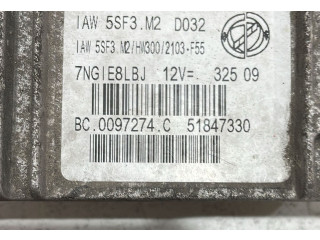 IAW 5SF3.M2 D032
IAW 5SF3.M2/HW300/2103-F55
7NGIE8LBJ 12V=. 325 09
BC.0097274.C 51847330